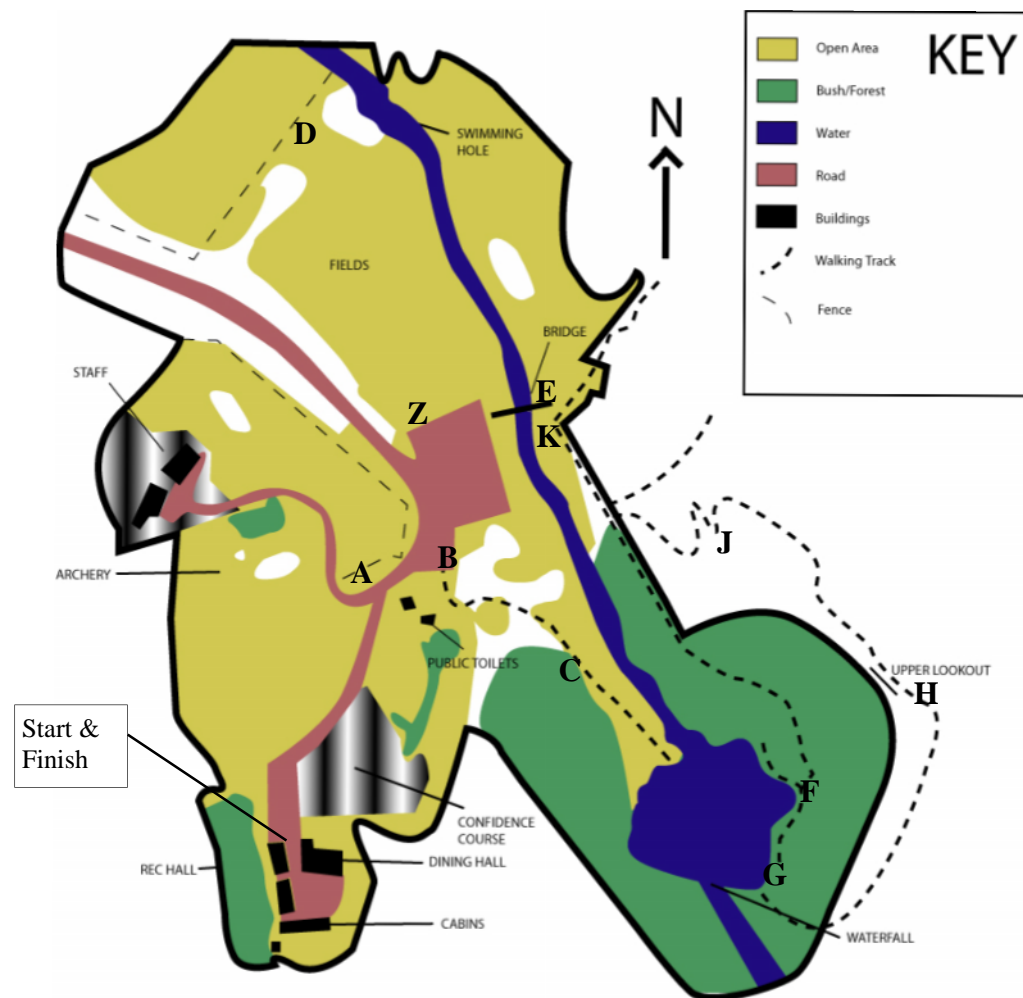 KEY
Open Area
Bush/Forest
Water
Road
Buildings
Walking Track
Fence
N
D
SWIMMING
HOLE
FIELDS
BRIDGE
STAFF
E
Z
K
J
B
ARCHERY
A
PUBLIC TOILETS
C
UPPER LOOKOUT
H
Start &
Finish
F
CONFIDENCE
COURSE
REC HALL
DINING HALL
G
CABINS
WATERFALL